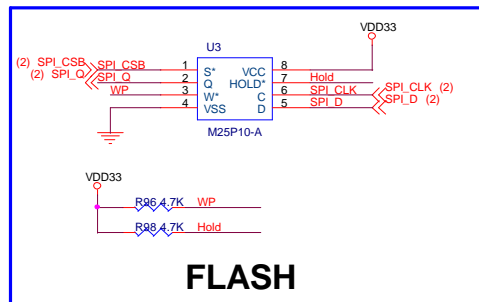 VDD33
U3
(2) SPI_CSB SPI_CSB 1 S* VCC 8
(2) SPI_Q SPI_Q 2 Q HOLD* 7 Hold
WP 3 W* C 6 SPI_CLK SPI_CLK (2)
4 VSS D 5 SPI_D SPI_D (2)
M25P10-A
VDD33
R96 4.7K WP
R98 4.7K Hold
FLASH